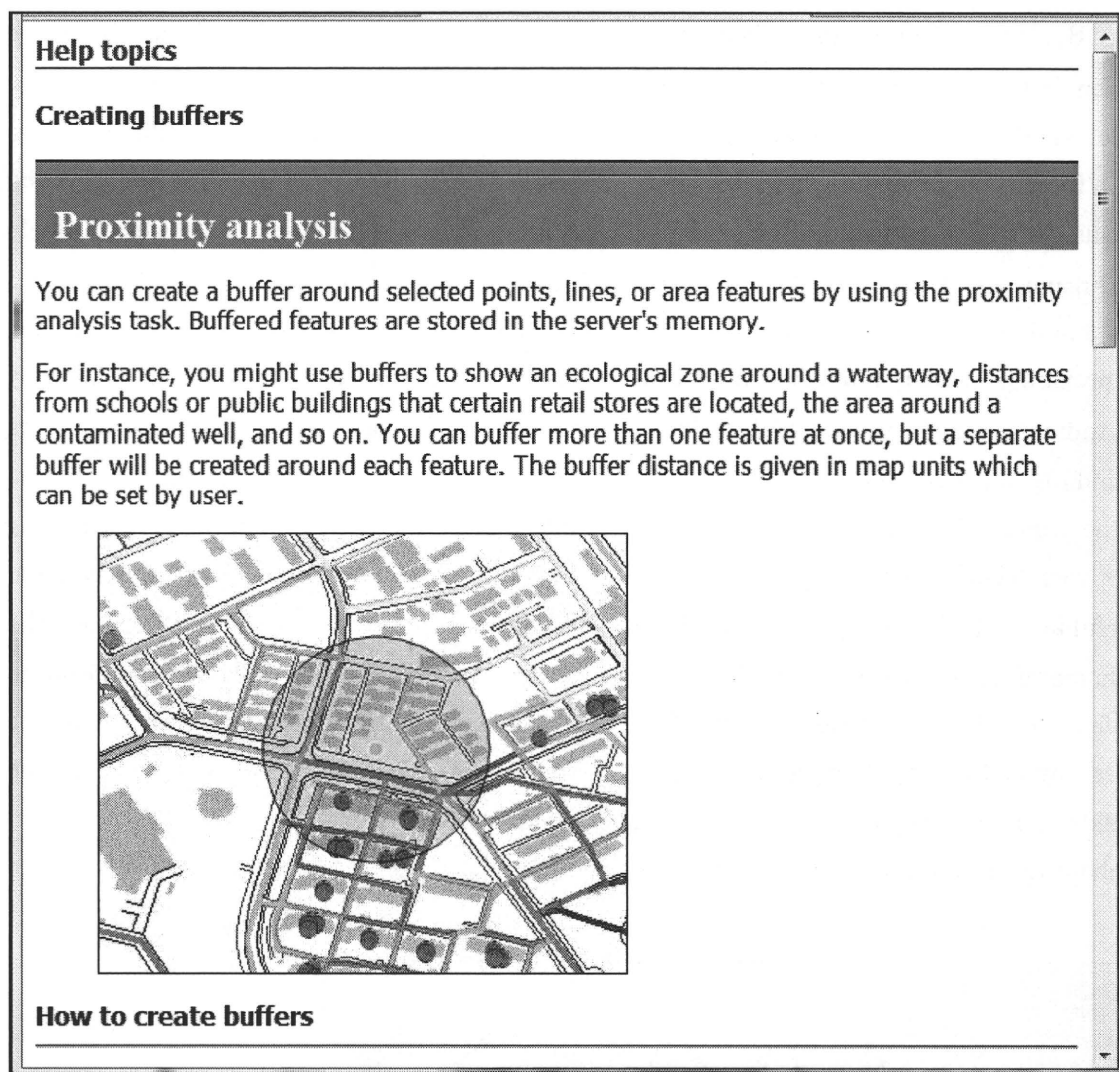 Help topics
Creating buffers
Proximity analysis
You can create a buffer around selected points, lines, or area features by using the proximity
analysis task. Buffered features are stored in the server's memory.
For instance, you might use buffers to show an ecological zone around a waterway, distances
from schools or public buildings that certain retail stores are located, the area around a
contaminated well, and so on. You can buffer more than one feature at once, but a separate
buffer will be created around each feature. The buffer distance is given in map units which
can be set by user.
How to create buffers